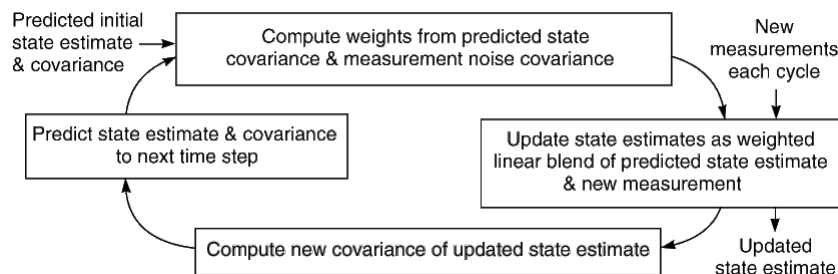 Predicted initial
state estimate
& covariance
Compute weights from predicted state
covariance & measurement noise covariance
New
measurements
each cycle
Predict state estimate & covariance
to next time step
Update state estimates as weighted
linear blend of predicted state estimate
& new measurement
Compute new covariance of updated state estimate
Updated
state estimate